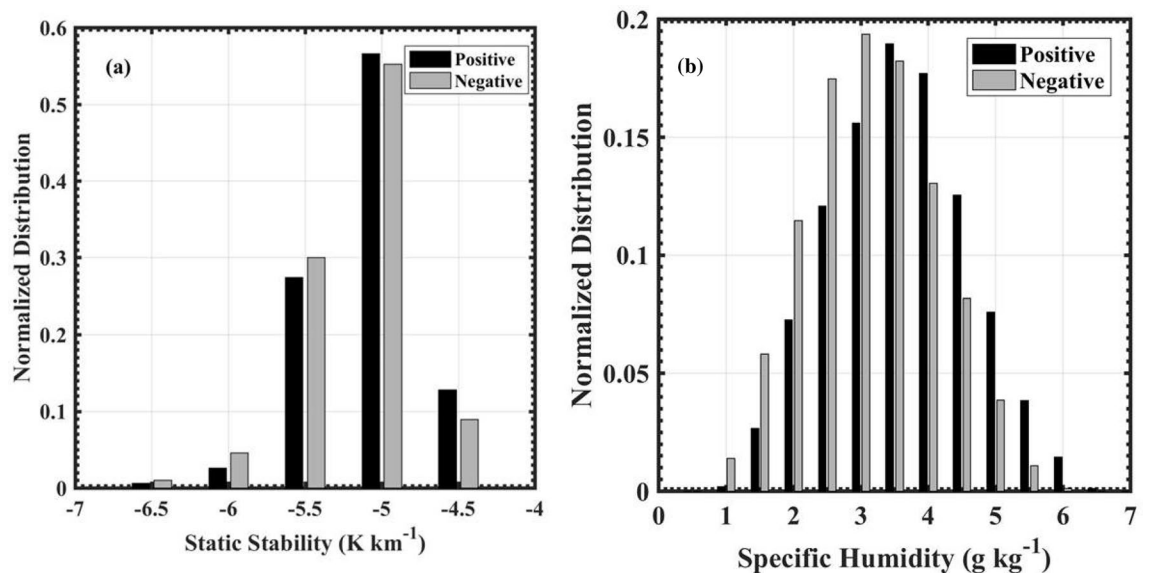 (a)
Positive
Negative
Normalized Distribution
0.6
0.5
0.4
0.3
0.2
0.1
0
-7
-6.5
-6
-5.5
-5
-4.5
-4
Static Stability (K km-1)
(b)
Positive
Negative
Normalized Distribution
0.2
0.15
0.1
0.05
0
0
1
2
3
4
5
6
7
Specific Humidity (g kg-1)